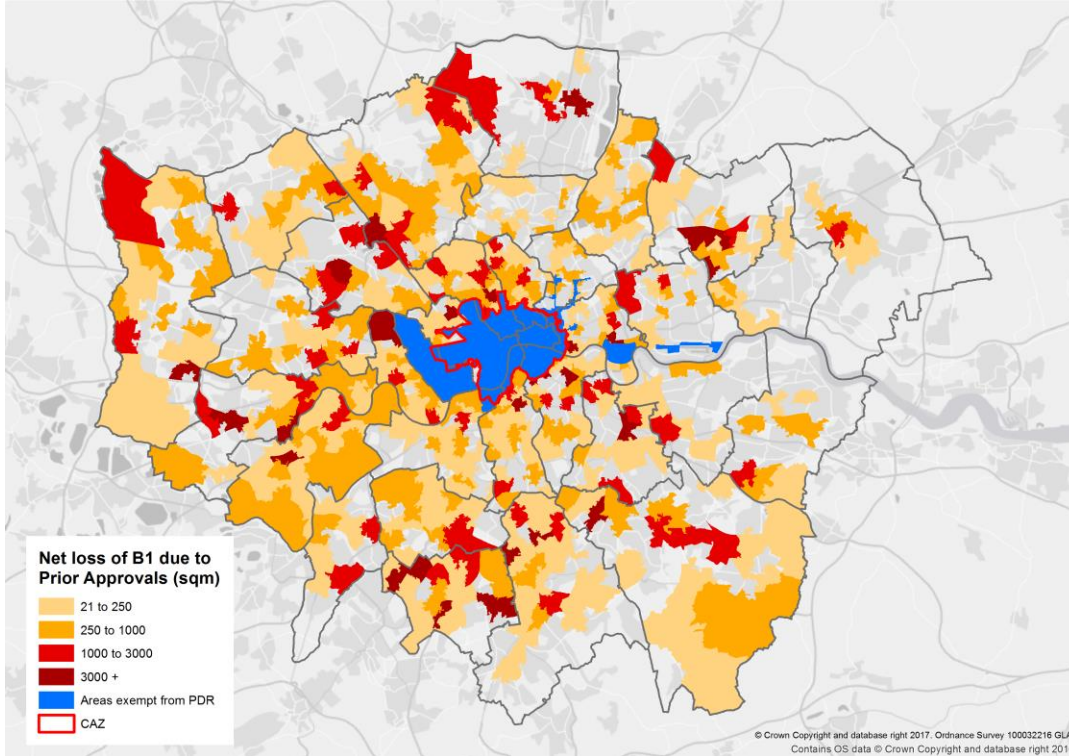 Net loss of B1 due to
Prior Approvals (sqm)
21 to 250
250 to 1000
1000 to 3000
3000 +
Areas exempt from PDR
CAZ
© Crown Copyright and database right 2017. Ordnance Survey 100032216 GLA
Contains OS data © Crown Copyright and database right 201